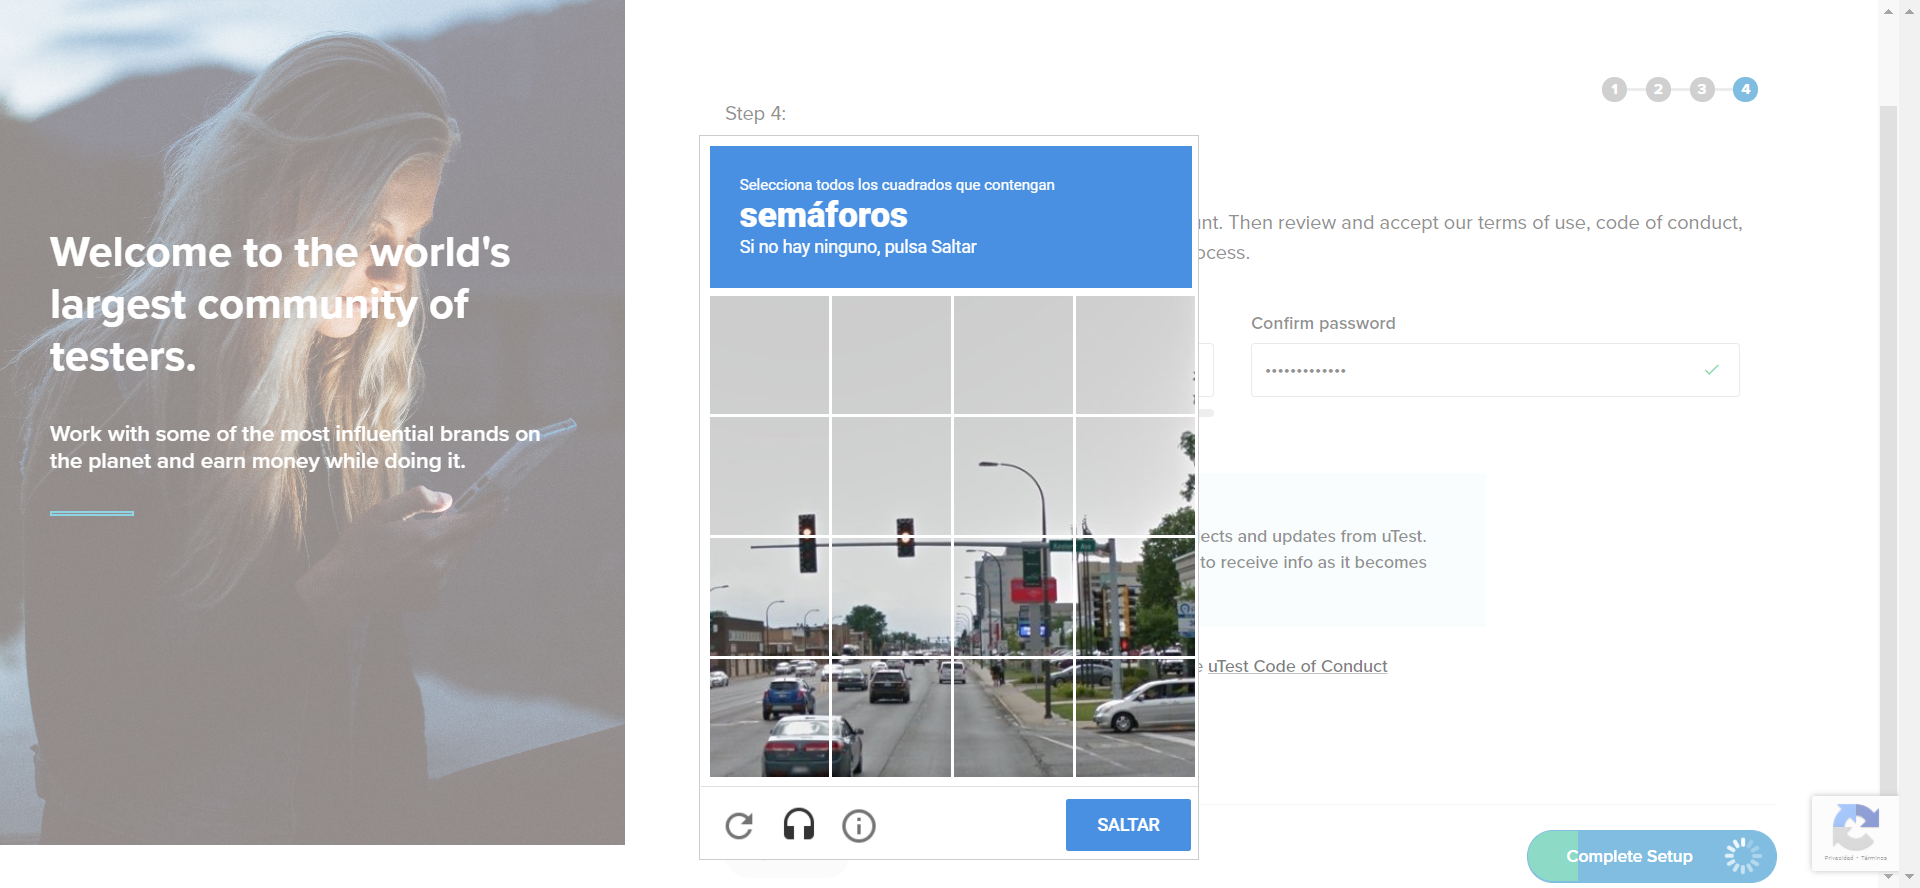 Welcome to the world's
largest community of
testers.
Work with some of the most influential brands on
the planet and earn money while doing it.
1 2 3 4
Step 4:
Selecciona todos los cuadrados que contengan
semáforos
Si no hay ninguno, pulsa Saltar
nt. Then review and accept our terms of use, code of conduct,
ocess.
Confirm password
•••••••••••••
ects and updates from uTest.
to receive info as it becomes
e uTest Code of Conduct
SALTAR
Complete Setup
Privacidad • Términos